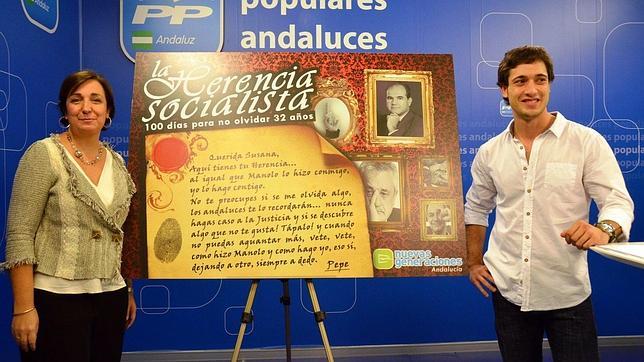 populares
andaluces
PP
Andaluz
la Herencia
socialista
100 días para no olvidar 32 años
Querida Susana,
Aquí tienes tu Herencia...
al igual que Manolo lo hizo conmigo,
yo lo hago contigo.
No te preocupes si se me olvida algo,
los andaluces te lo recordarán... nunca
hagas caso a la Justicia y si se descubre
algo que no te gusta! Tápalo! y cuando
no puedas aguantar más, vete, vete,
como hizo Manolo y como hago yo, eso sí,
dejando a otro, siempre a dedo. Pepe
nuevas
generaciones
Andalucía